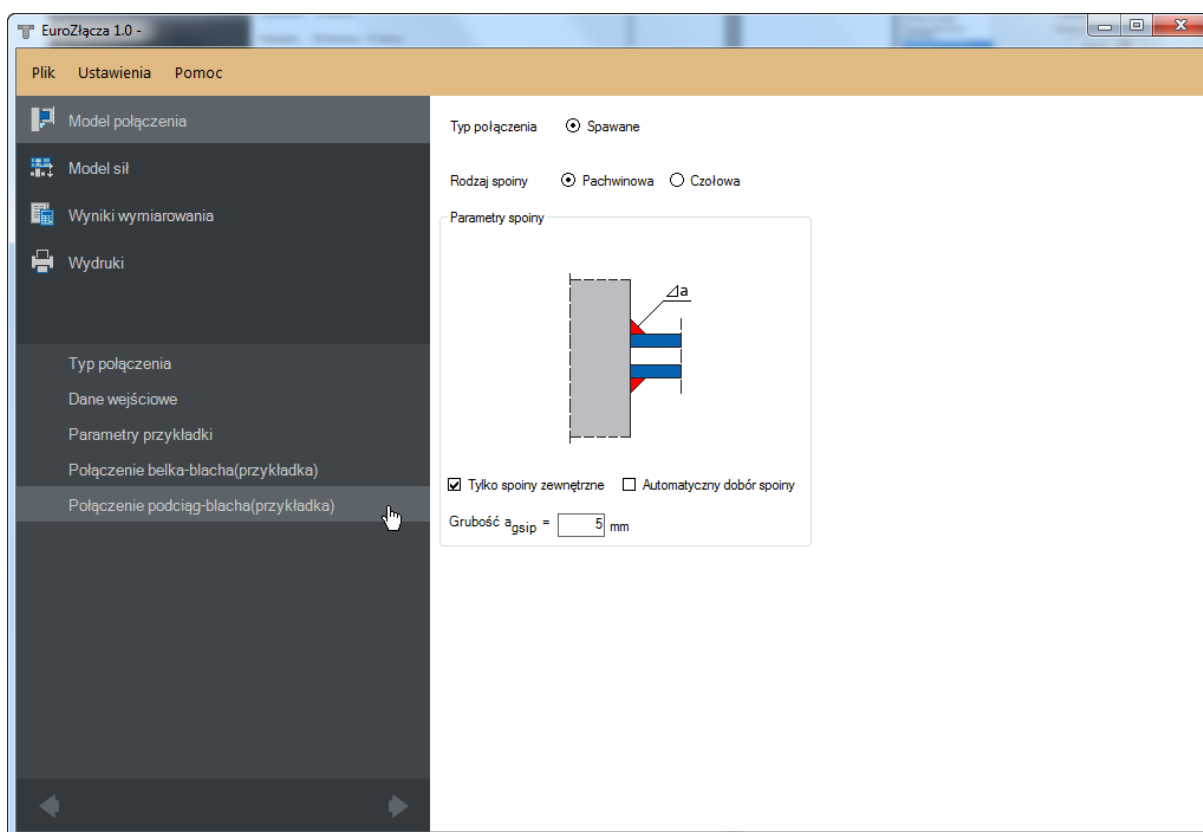 EuroZłącza 1.0 -
Plik Ustawienia Pomoc
Model połączenia
Model sił
Wyniki wymiarowania
Wydruki
Typ połączenia
Dane wejściowe
Parametry przykładki
Połączenie belka-blacha(przykładka)
Połączenie podciąg-blacha(przykładka)
Typ połączenia Spawane
Rodzaj spoiny Pachwinowa Czołowa
Parametry spoiny
⊿a
Tylko spoiny zewnętrzne Automatyczny dobór spoiny
Grubość agsip = 5 mm